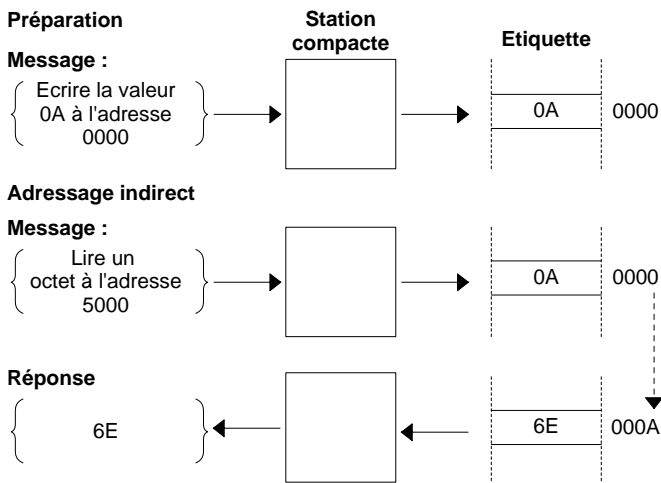 Préparation
Station
compacte
Etiquette
Message :
Ecrire la valeur
0A à l'adresse
0000
0A
0000
Adressage indirect
Message :
Lire un
octet à l'adresse
5000
0A
0000
Réponse
6E
6E
000A